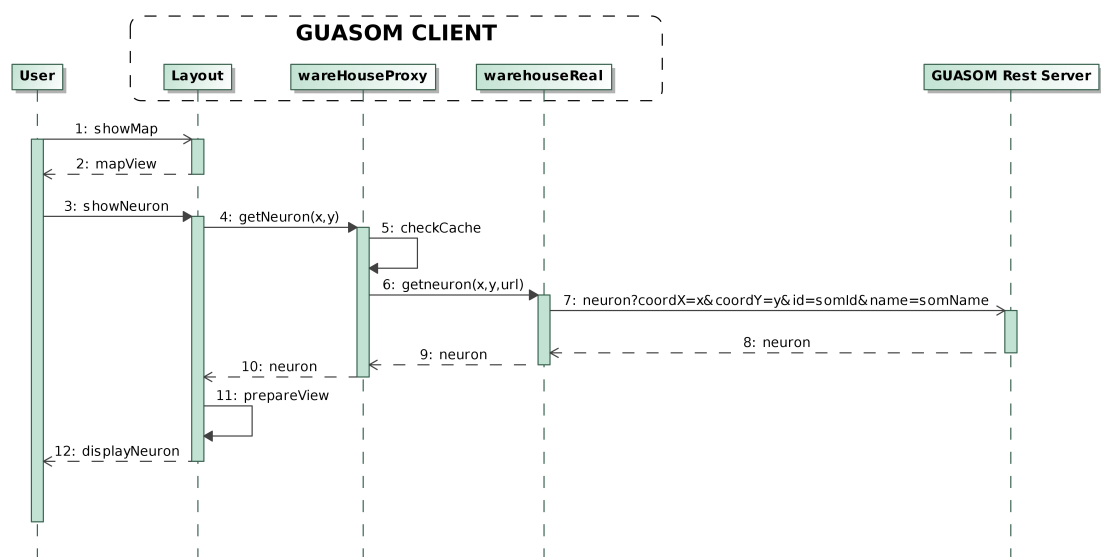 GUASOM CLIENT
User
Layout
wareHouseProxy
warehouseReal
GUASOM Rest Server
1: showMap
2: mapView
3: showNeuron
4: getNeuron(x,y)
5: checkCache
6: getneuron(x,y,url)
7: neuron?coordX=x&coordY=y&id=somId&name=somName
8: neuron
9: neuron
10: neuron
11: prepareView
12: displayNeuron